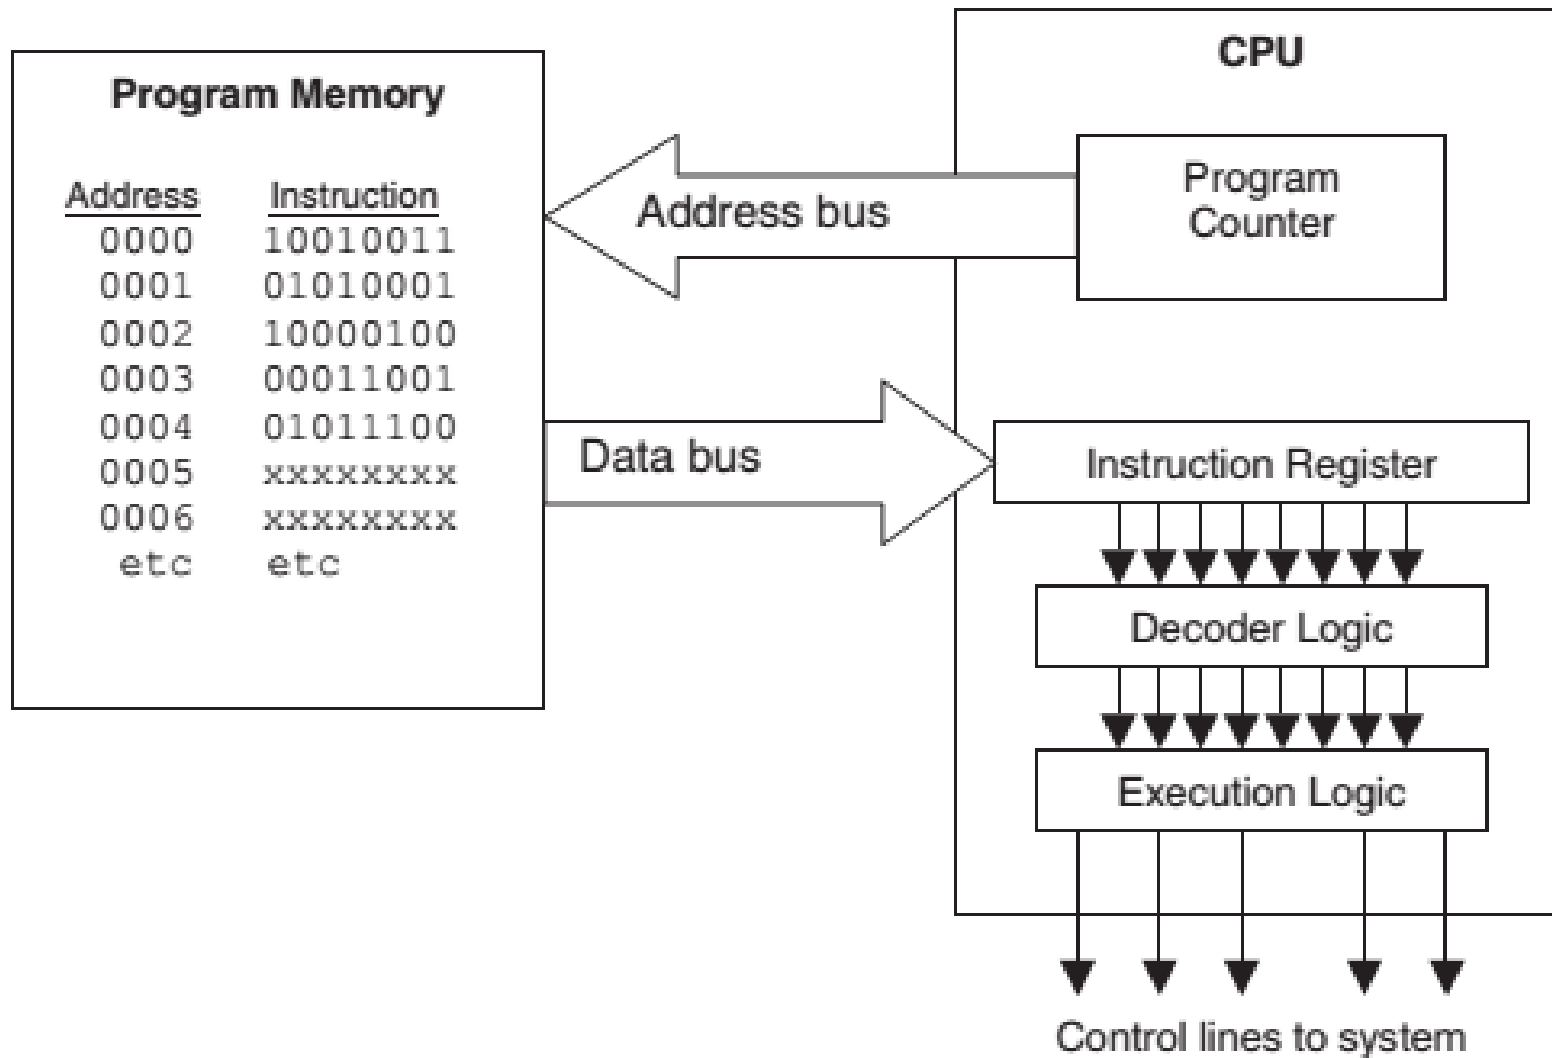 Program Memory
Address Instruction
0000 10010011
0001 01010001
0002 10000100
0003 00011001
0004 01011100
0005 xxxxxxxx
0006 xxxxxxxx
etc etc
Address bus
Data bus
CPU
Program
Counter
Instruction Register
Decoder Logic
Execution Logic
Control lines to system